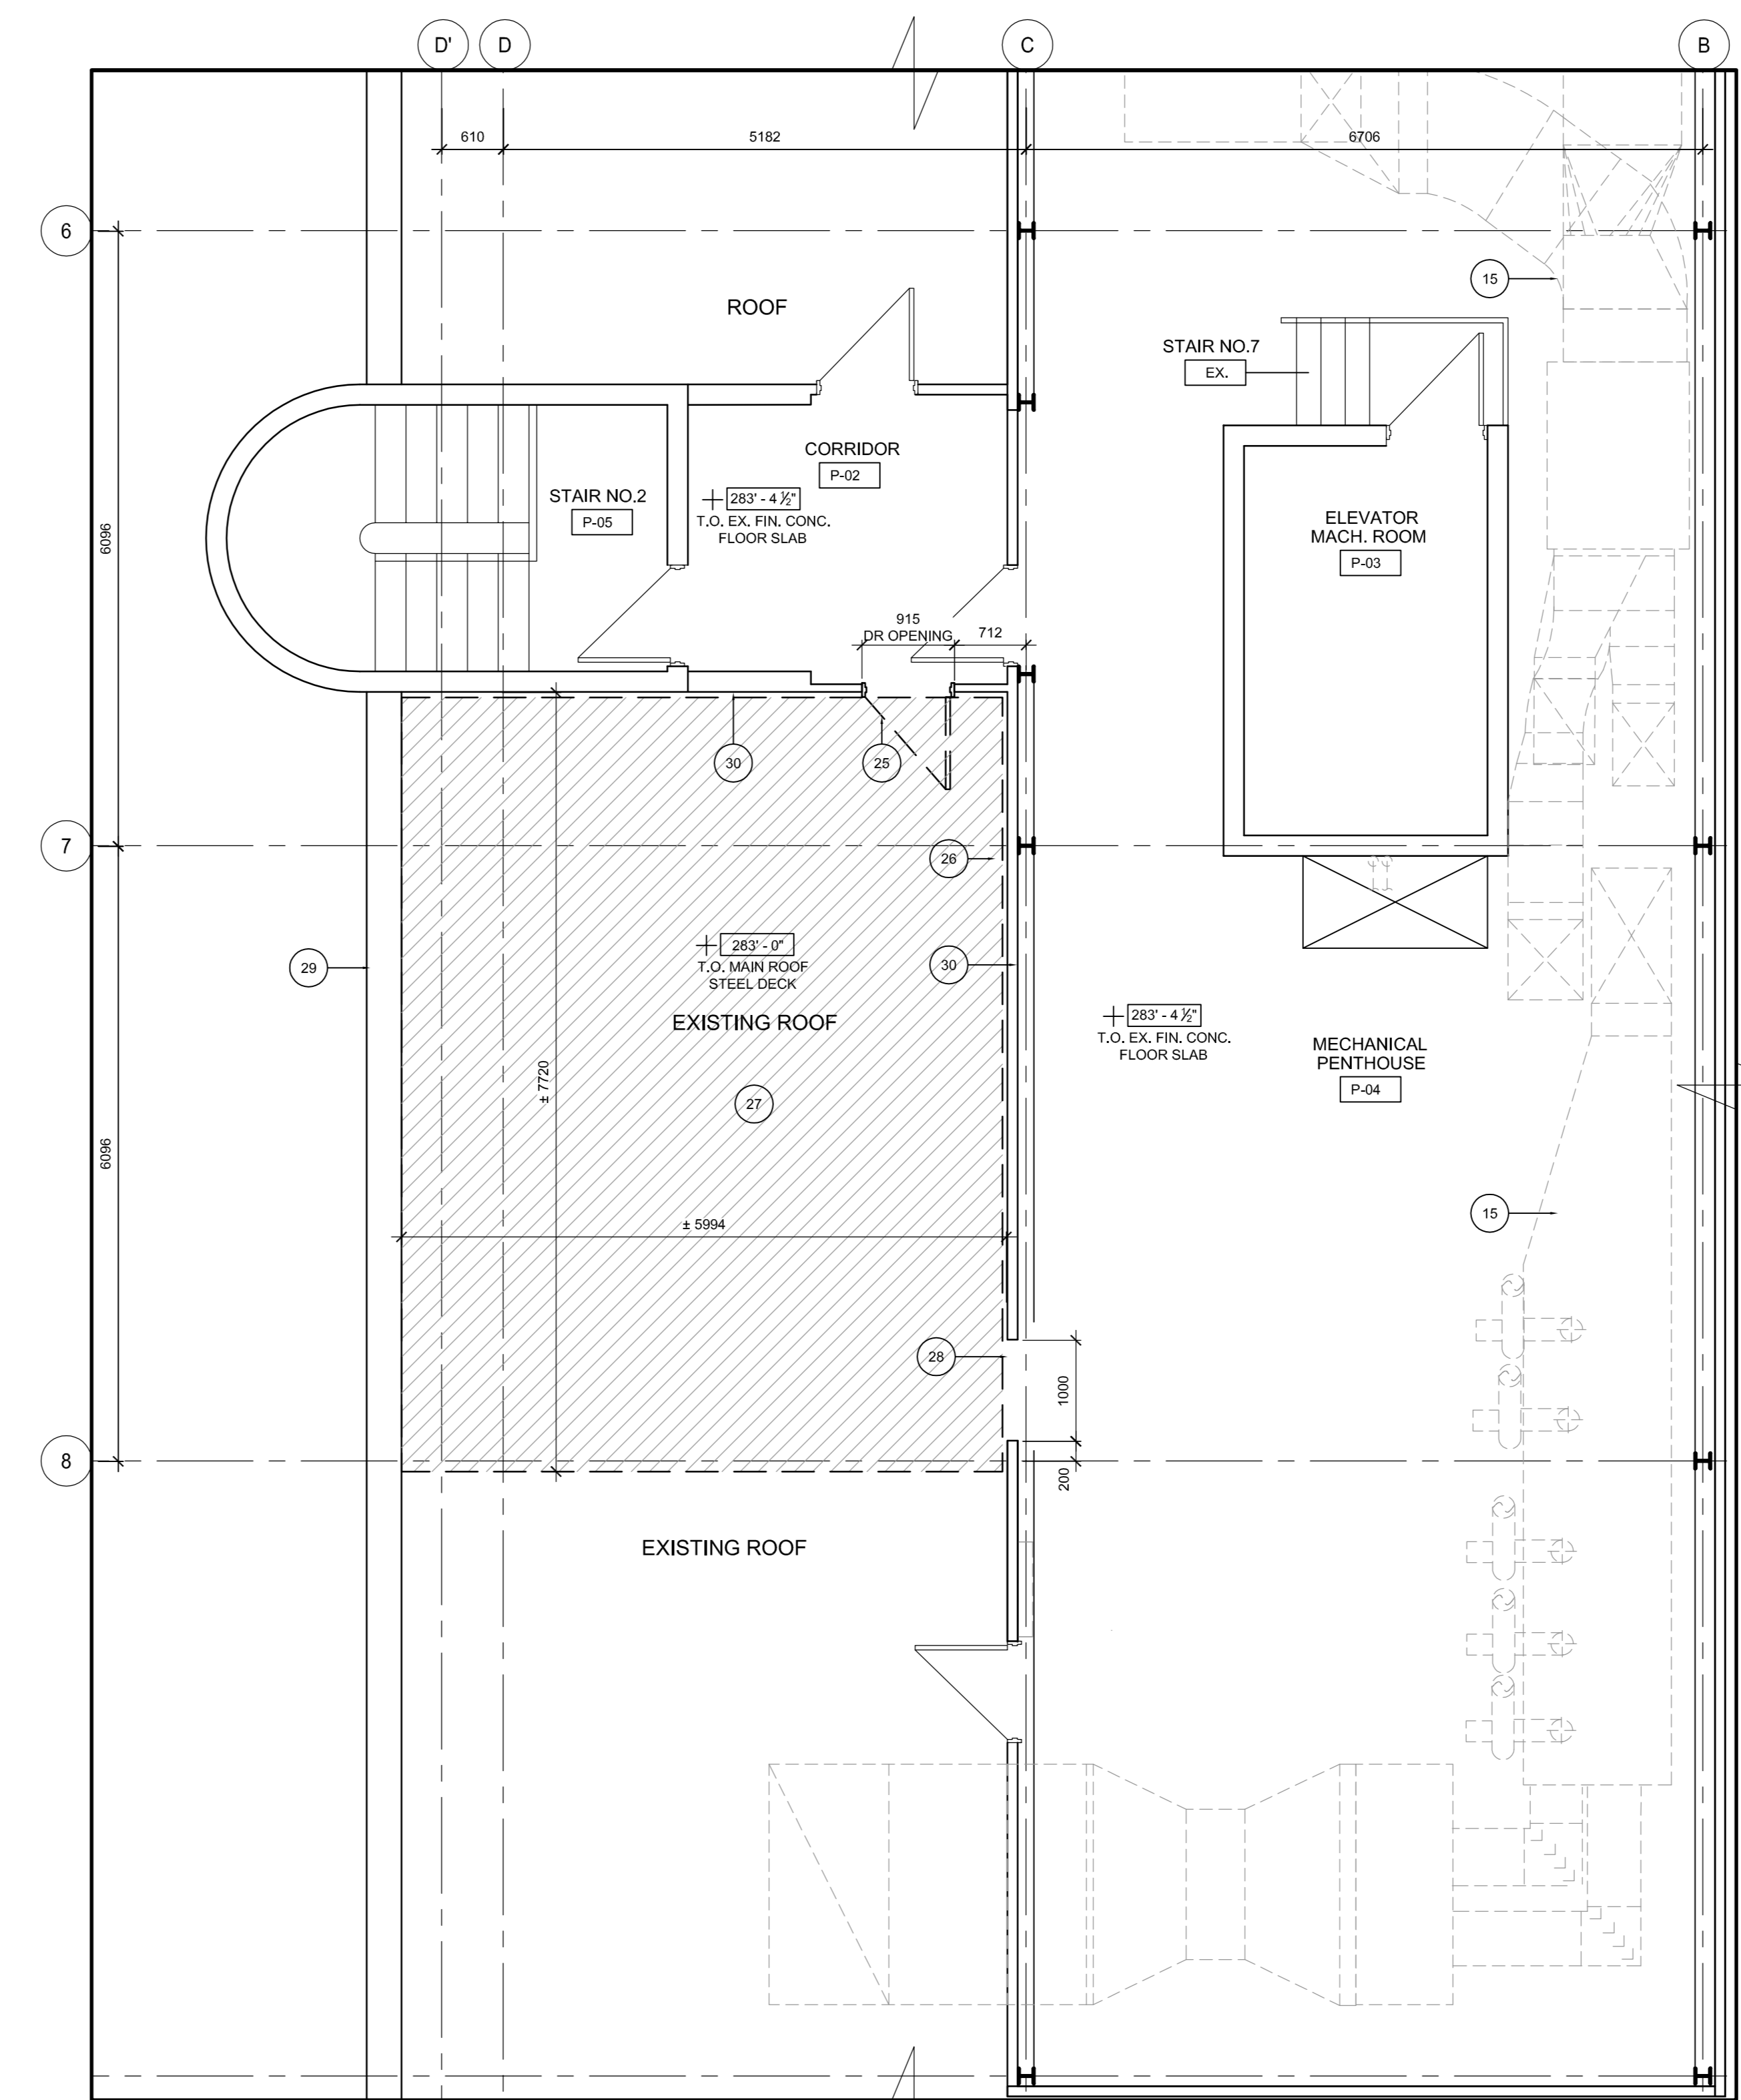 D' D C B
610 5182 6706
6
15
ROOF
STAIR NO.7
EX.
CORRIDOR
P-02
STAIR NO.2
P-05
283' - 4 ½"
T.O. EX. FIN. CONC.
FLOOR SLAB
ELEVATOR
MACH. ROOM
P-03
6096
915
DR OPENING
712
30
25
7
26
29
283' - 0"
T.O. MAIN ROOF
STEEL DECK
30
EXISTING ROOF
283' - 4 ½"
T.O. EX. FIN. CONC.
FLOOR SLAB
MECHANICAL
PENTHOUSE
P-04
± 7720
27
6096
± 5994
15
28
1000
8
200
EXISTING ROOF